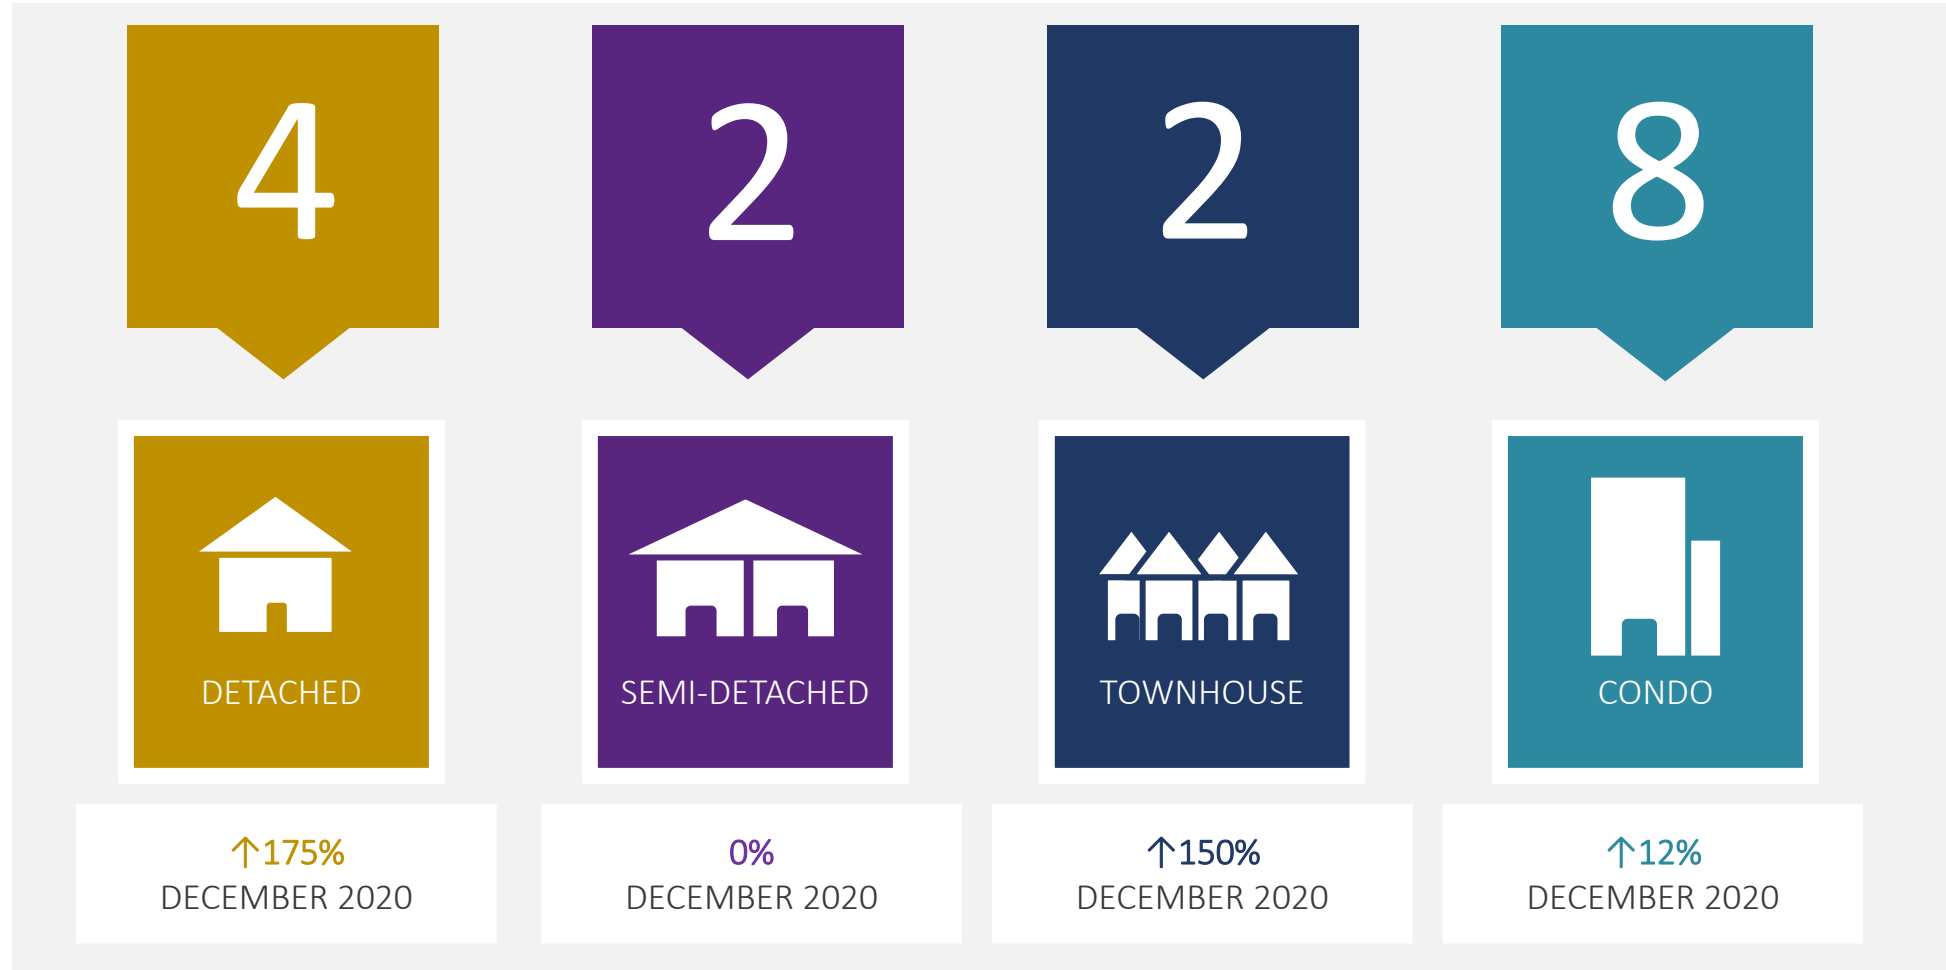 4
2
2
8
DETACHED
SEMI-DETACHED
TOWNHOUSE
CONDO
↑175%
DECEMBER 2020
0%
DECEMBER 2020
↑150%
DECEMBER 2020
↑12%
DECEMBER 2020